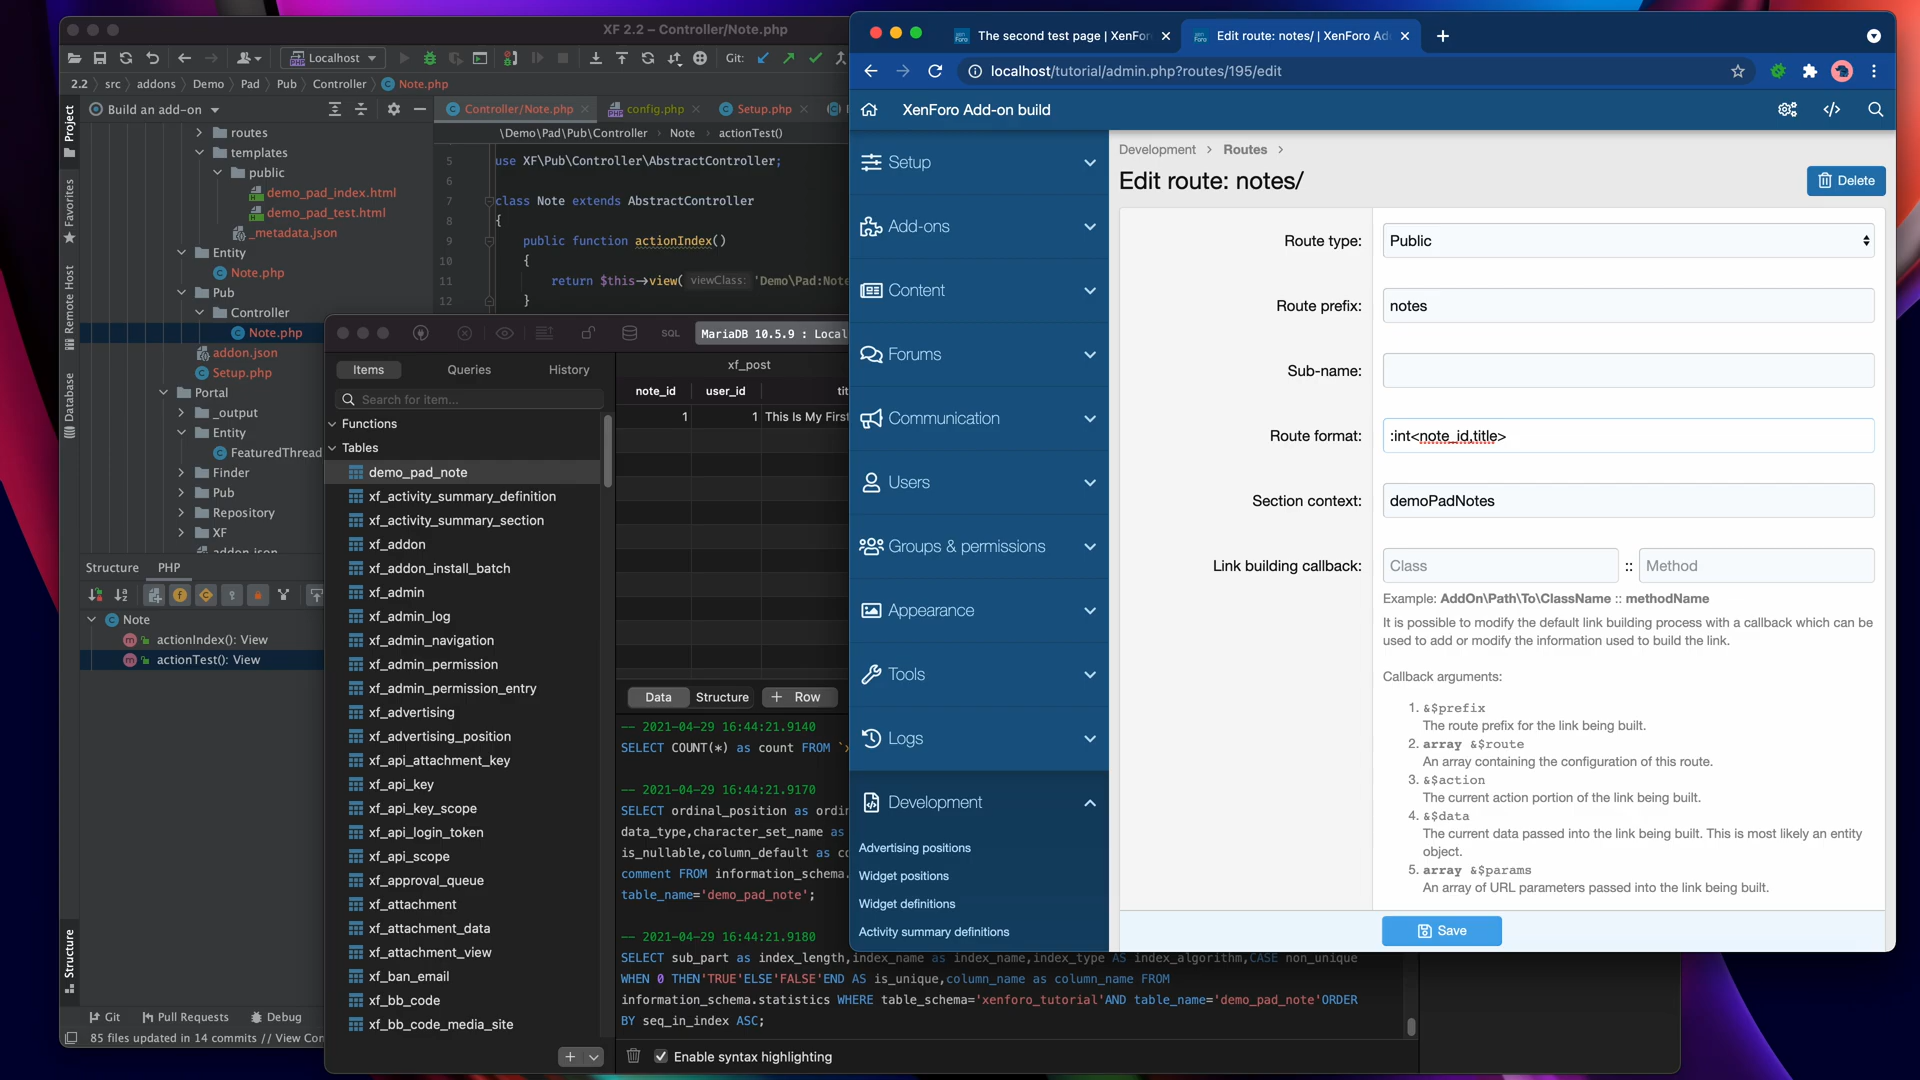 XF 2.2 – Controller/Note.php
Localhost
Git:
2.2 > src > addons > Demo > Pad > Pub > Controller > Note.php
Build an add-on
Controller/Note.php
config.php
Setup.php
\Demo\Pad\Pub\Controller > Note > actionTest()
Project
Favorites
Remote Host
Database
Structure
routes
templates
public
demo_pad_index.html
demo_pad_test.html
_metadata.json
Entity
Note.php
Pub
Controller
Note.php
addon.json
Setup.php
Portal
_output
Entity
FeaturedThread
Finder
Pub
Repository
XF
addon.json
5 use XF\Pub\Controller\AbstractController;
6
7 class Note extends AbstractController
8 {
9 public function actionIndex()
10 {
11 return $this→view( viewClass: 'Demo\Pad:Note
12 }
Structure
PHP
Note
actionIndex(): View
actionTest(): View
Git
Pull Requests
Debug
85 files updated in 14 commits // View Con
SQL
MariaDB 10.5.9 : Local
Items
Queries
History
Search for item...
Functions
Tables
demo_pad_note
xf_activity_summary_definition
xf_activity_summary_section
xf_addon
xf_addon_install_batch
xf_admin
xf_admin_log
xf_admin_navigation
xf_admin_permission
xf_admin_permission_entry
xf_advertising
xf_advertising_position
xf_api_attachment_key
xf_api_key
xf_api_key_scope
xf_api_login_token
xf_api_scope
xf_approval_queue
xf_attachment
xf_attachment_data
xf_attachment_view
xf_ban_email
xf_bb_code
xf_bb_code_media_site
xf_post
note_id user_id tit
1 1 This Is My First
Data
Structure
+ Row
-- 2021-04-29 16:44:21.9140
SELECT COUNT(*) as count FROM `x
-- 2021-04-29 16:44:21.9170
SELECT ordinal_position as ordin
data_type,character_set_name as
is_nullable,column_default as co
comment FROM information_schema.
table_name='demo_pad_note';
-- 2021-04-29 16:44:21.9180
SELECT sub_part as index_length,index_name as index_name,index_type AS index_algorithm,CASE non_unique
WHEN 0 THEN'TRUE'ELSE'FALSE'END AS is_unique,column_name as column_name FROM
information_schema.statistics WHERE table_schema='xenforo_tutorial'AND table_name='demo_pad_note'ORDER
BY seq_in_index ASC;
Enable syntax highlighting
The second test page | XenFor
Edit route: notes/ | XenForo Ad
localhost/tutorial/admin.php?routes/195/edit
XenForo Add-on build
Setup
Add-ons
Content
Forums
Communication
Users
Groups & permissions
Appearance
Tools
Logs
Development
Advertising positions
Widget positions
Widget definitions
Activity summary definitions
Development > Routes >
Edit route: notes/
Delete
Route type: Public
Route prefix: notes
Sub-name:
Route format: :int<note_id,title>
Section context: demoPadNotes
Link building callback: Class :: Method
Example: AddOn\Path\To\ClassName :: methodName
It is possible to modify the default link building process with a callback which can be
used to add or modify the information used to build the link.
Callback arguments:
1. &$prefix
The route prefix for the link being built.
2. array &$route
An array containing the configuration of this route.
3. &$action
The current action portion of the link being built.
4. &$data
The current data passed into the link being built. This is most likely an entity
object.
5. array &$params
An array of URL parameters passed into the link being built.
Save